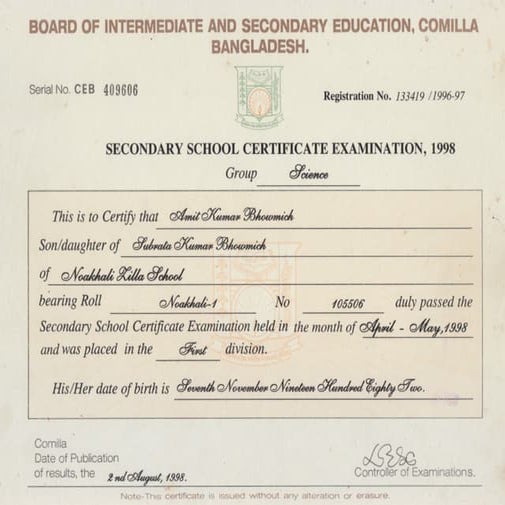 BOARD OF INTERMEDIATE AND SECONDARY EDUCATION, COMILLA
BANGLADESH.
Serial No. CEB 409606
Registration No. 133419 /1996-97
SECONDARY SCHOOL CERTIFICATE EXAMINATION, 1998
Group Science
This is to Certify that Amit Kumar Bhowmich
Son/daughter of Subrata Kumar Bhowmich
of Noakhali Zilla School
bearing Roll Noakhali-1 No 105506 duly passed the
Secondary School Certificate Examination held in the month of April - May,1998
and was placed in the First division.
His/Her date of birth is Seventh November Nineteen Hundred Eighty Two.
Comilla
Date of Publication
of results, the 2nd August, 1998.
Controller of Examinations.
Note-This certificate is issued without any alteration or erasure.